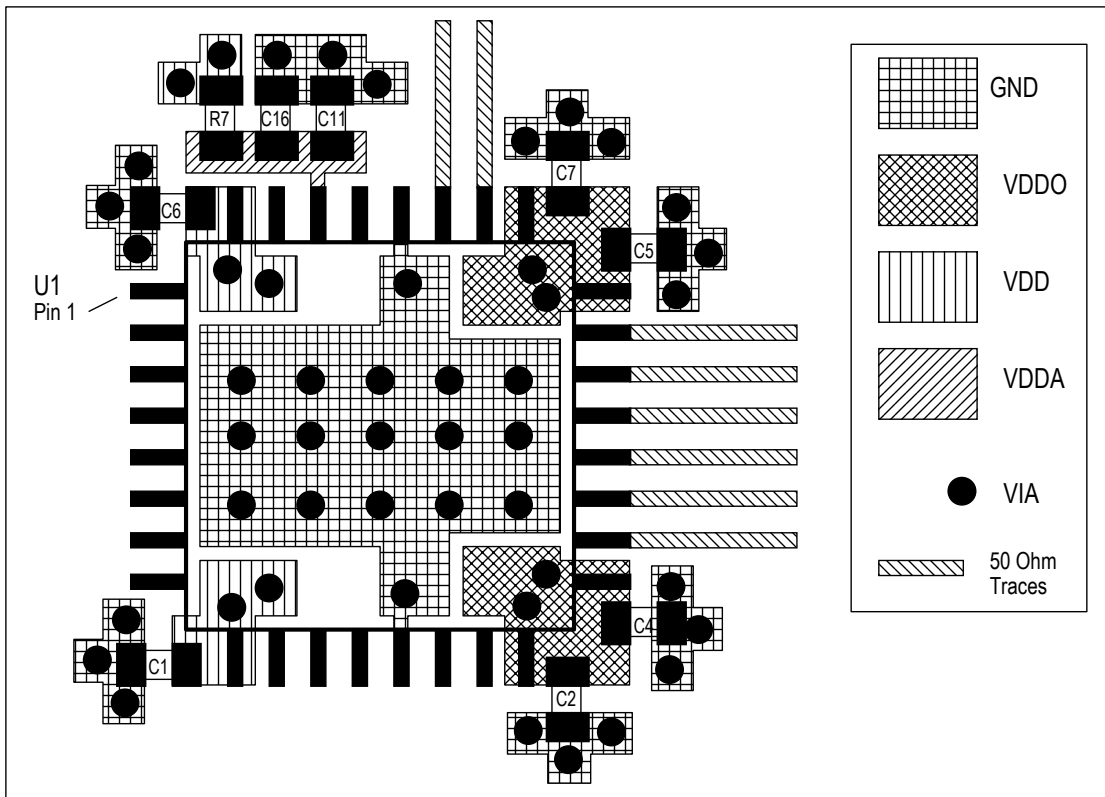 R7
C16
C11
C7
C6
C5
U1
Pin 1
C1
C4
C2
GND
VDDO
VDD
VDDA
VIA
50 Ohm
Traces